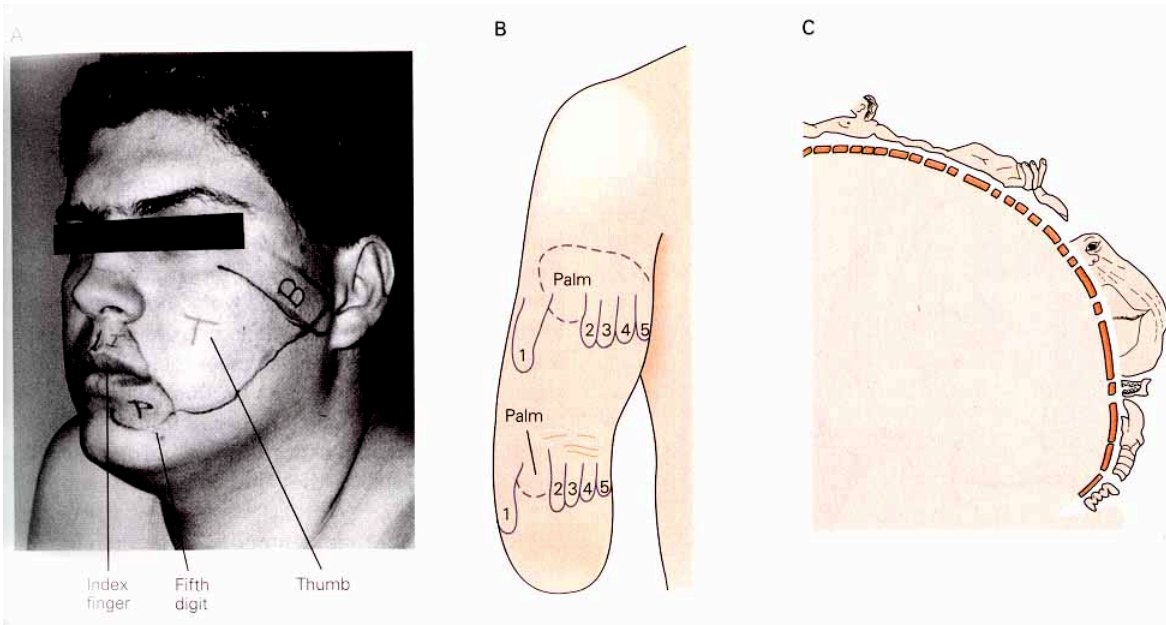 A
B
C
B
T
I
P
Index
finger
Fifth
digit
Thumb
Palm
1
2 3 4 5
Palm
1
2 3 4 5